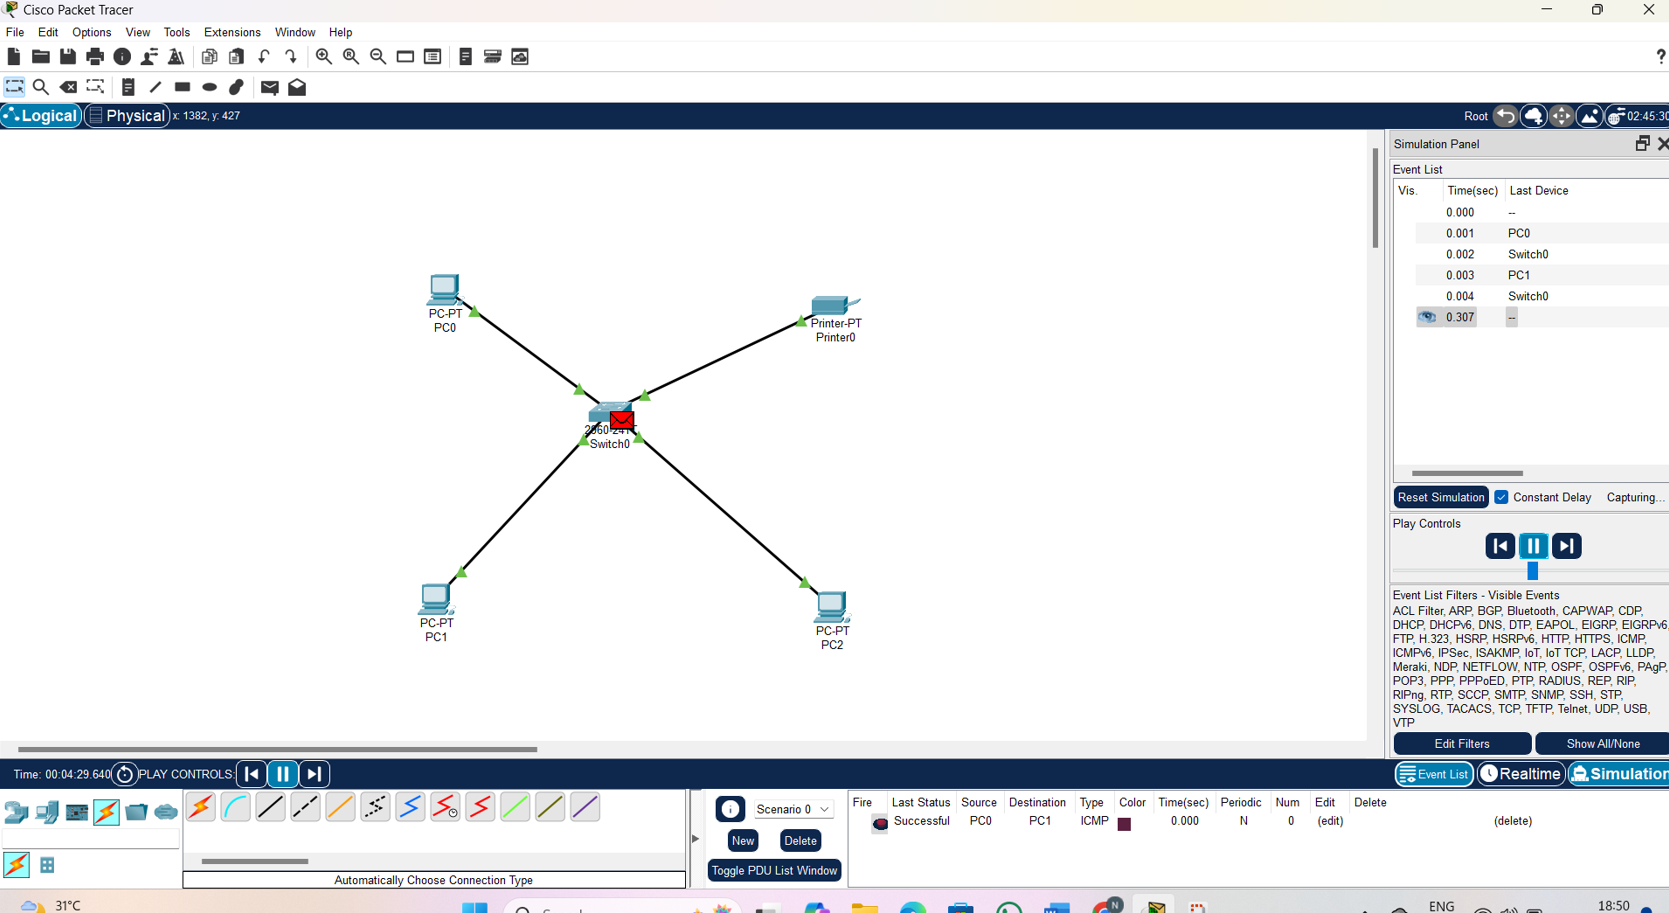 Cisco Packet Tracer
File Edit Options View Tools Extensions Window Help
?
Logical Physical x: 1382, y: 427
Root 02:45:30
Simulation Panel
Event List
Vis. Time(sec) Last Device
0.000 --
0.001 PC0
0.002 Switch0
0.003 PC1
0.004 Switch0
0.307 --
PC-PT
PC0
Printer-PT
Printer0
Switch0
PC-PT
PC1
PC-PT
PC2
Reset Simulation Constant Delay Capturing...
Play Controls
Event List Filters - Visible Events
ACL Filter, ARP, BGP, Bluetooth, CAPWAP, CDP,
DHCP, DHCPv6, DNS, DTP, EAPOL, EIGRP, EIGRPv6,
FTP, H.323, HSRP, HSRPv6, HTTP, HTTPS, ICMP,
ICMPv6, IPSec, ISAKMP, IoT, IoT TCP, LACP, LLDP,
Meraki, NDP, NETFLOW, NTP, OSPF, OSPFv6, PAgP,
POP3, PPP, PPPoED, PTP, RADIUS, REP, RIP,
RIPng, RTP, SCCP, SMTP, SNMP, SSH, STP,
SYSLOG, TACACS, TCP, TFTP, Telnet, UDP, USB,
VTP
Edit Filters Show All/None
Time: 00:04:29.640 PLAY CONTROLS:
Event List Realtime Simulation
Scenario 0
New Delete
Toggle PDU List Window
Fire Last Status Source Destination Type Color Time(sec) Periodic Num Edit Delete
Successful PC0 PC1 ICMP 0.000 N 0 (edit) (delete)
Automatically Choose Connection Type
31°C
N
ENG
18:50